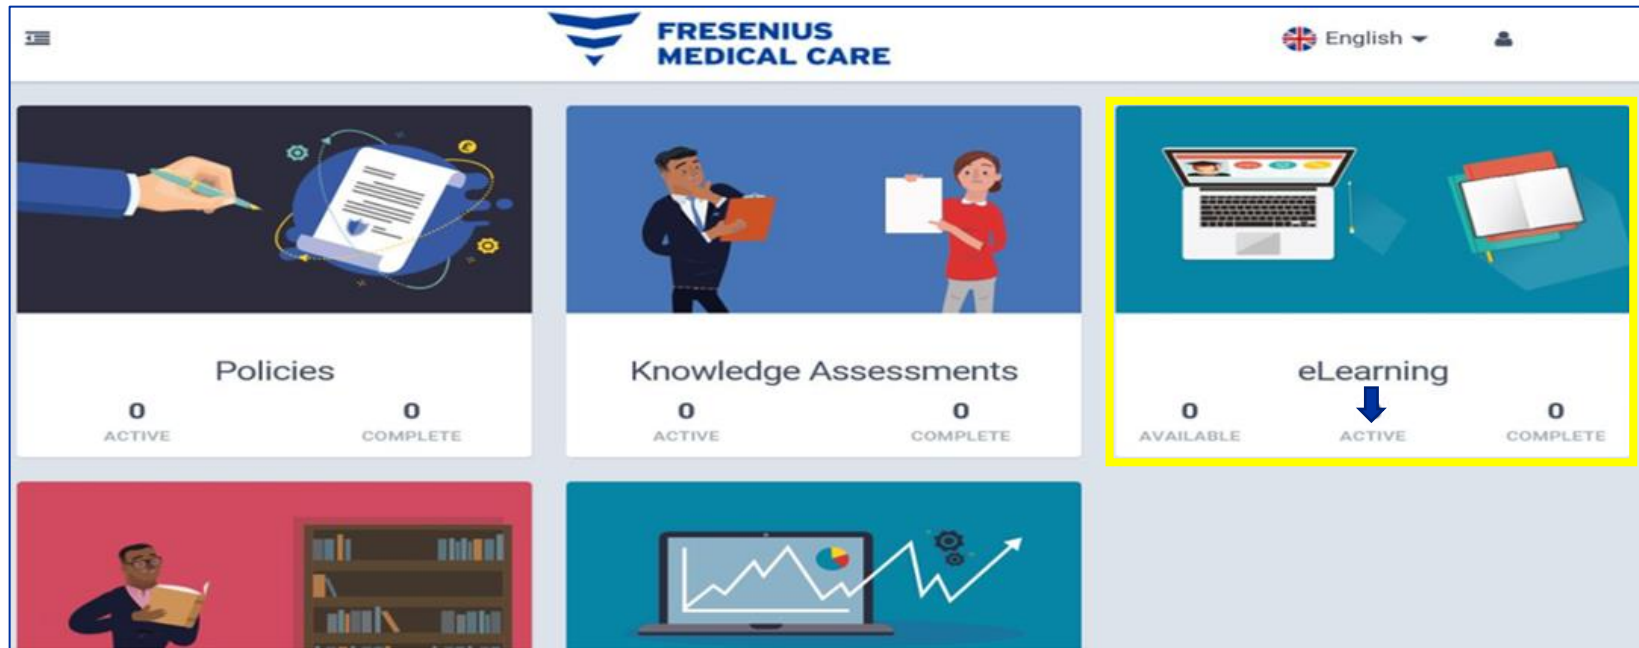 FRESENIUS
MEDICAL CARE
English
Policies
0 0
ACTIVE COMPLETE
Knowledge Assessments
0 0
ACTIVE COMPLETE
eLearning
0 0
AVAILABLE ACTIVE COMPLETE